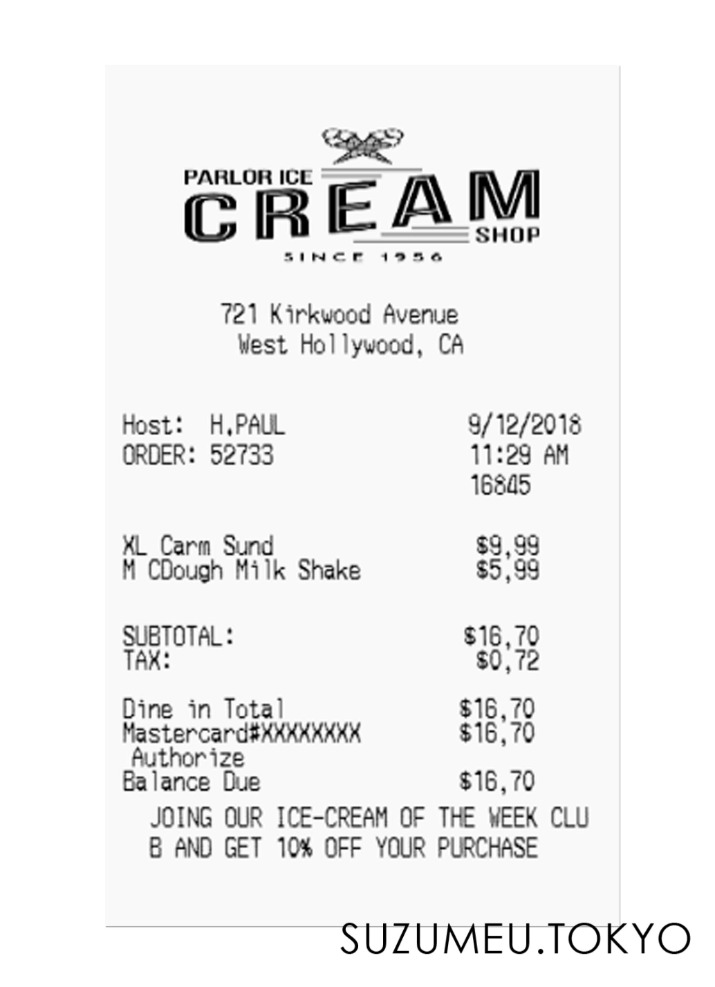 PARLOR ICE
CREAM
SHOP
SINCE 1956
721 Kirkwood Avenue
West Hollywood, CA
Host: H.PAUL 9/12/2018
ORDER: 52733 11:29 AM
16845
XL Carm Sund $9,99
M CDough Milk Shake $5,99
SUBTOTAL: $16,70
TAX: $0,72
Dine in Total $16,70
Mastercard#XXXXXXXX $16,70
Authorize
Balance Due $16,70
JOING OUR ICE-CREAM OF THE WEEK CLU
B AND GET 10% OFF YOUR PURCHASE
SUZUMEU.TOKYO